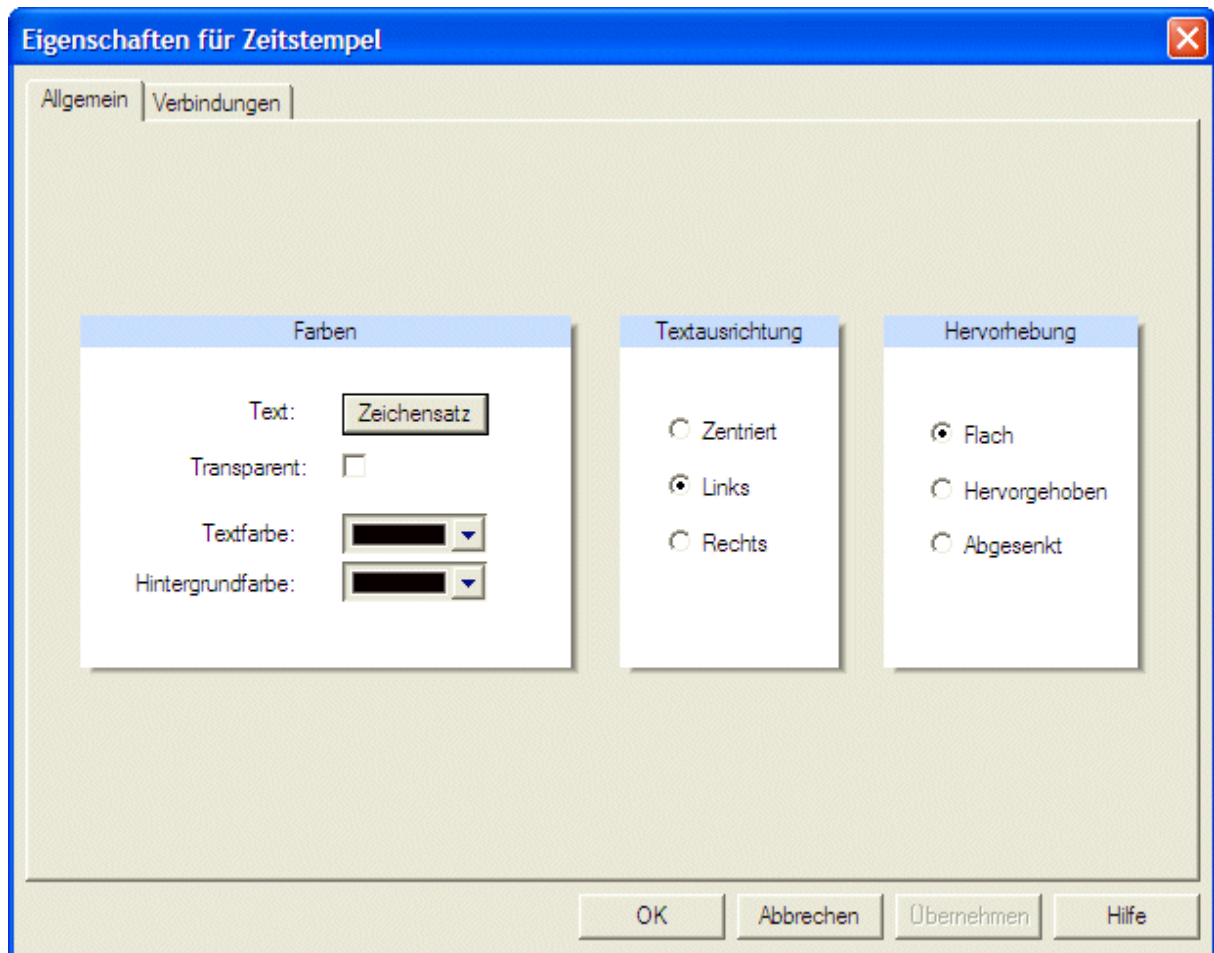 Eigenschaften für Zeitstempel
Allgemein
Verbindungen
Farben
Text:
Zeichensatz
Transparent:
Textfarbe:
Hintergrundfarbe:
Textausrichtung
Zentriert
Links
Rechts
Hervorhebung
Flach
Hervorgehoben
Abgesenkt
OK
Abbrechen
Übernehmen
Hilfe